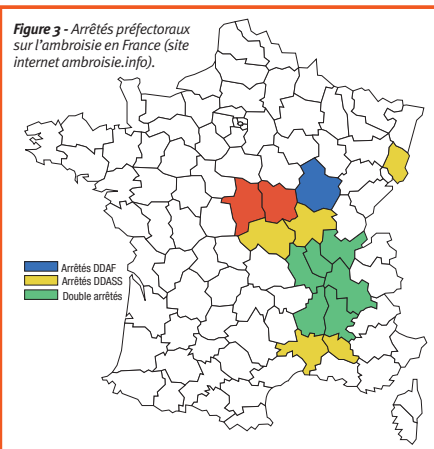 Figure 3 - Arrêtés préfectoraux
sur l'ambroisie en France (site
internet ambroisie.info).
Arrêtés DDAF
Arrêtés DDASS
Double arrêtés